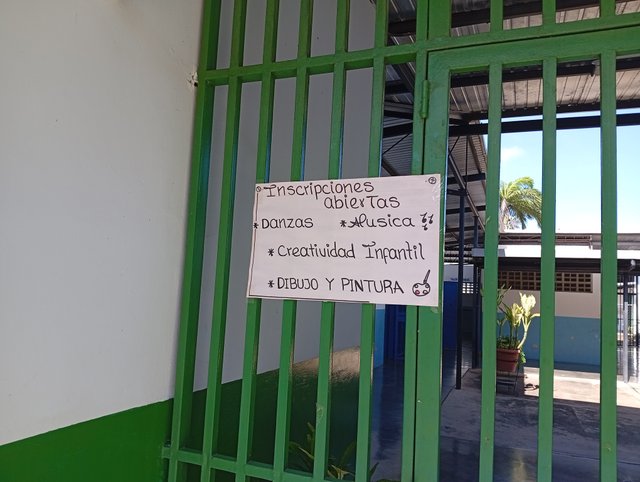 Inscripciones
abierTas
* Danzas * Musica
* Creatividad Infantil
* DIBUJO Y PINTURA